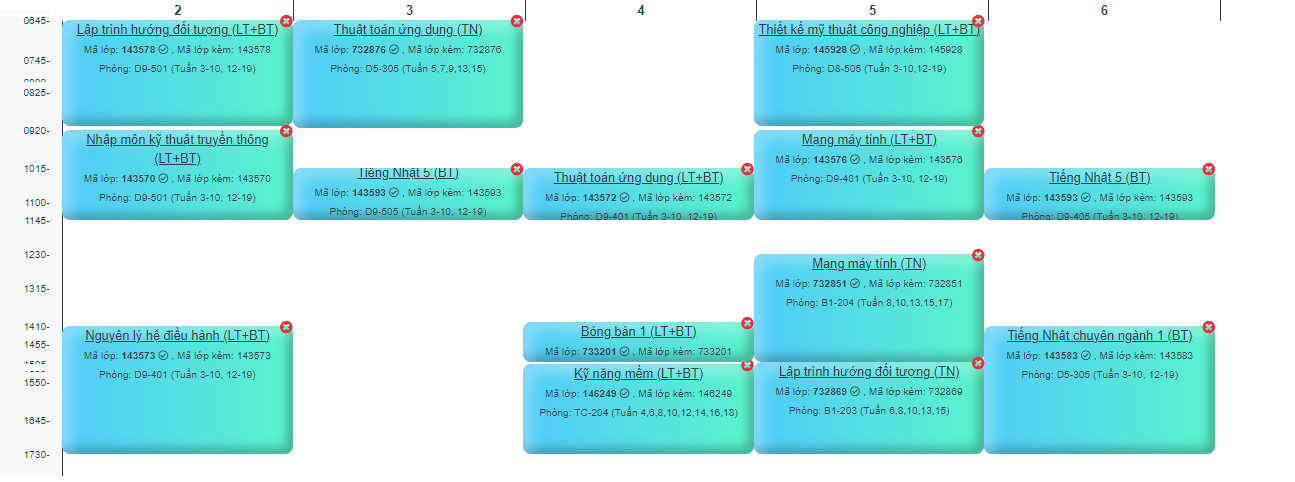 2
3
4
5
6
0645-
0745-
0825-
0920-
1015-
1100-
1145-
1230-
1315-
1410-
1455-
1550-
1645-
1730-
Lập trình hướng đối tượng (LT+BT)
Mã lớp: 143578 , Mã lớp kèm: 143578
Phòng: D9-501 (Tuần 3-10, 12-19)
Nhập môn kỹ thuật truyền thông
(LT+BT)
Mã lớp: 143570 , Mã lớp kèm: 143570
Phòng: D9-501 (Tuần 3-10, 12-19)
Nguyên lý hệ điều hành (LT+BT)
Mã lớp: 143573 , Mã lớp kèm: 143573
Phòng: D9-401 (Tuần 3-10, 12-19)
Thuật toán ứng dụng (TN)
Mã lớp: 732876 , Mã lớp kèm: 732876
Phòng: D5-305 (Tuần 5,7,9,13,15)
Tiếng Nhật 5 (BT)
Mã lớp: 143593 , Mã lớp kèm: 143593
Phòng: D9-505 (Tuần 3-10, 12-19)
Thuật toán ứng dụng (LT+BT)
Mã lớp: 143572 , Mã lớp kèm: 143572
Phòng: D9-401 (Tuần 3-10, 12-19)
Bóng bàn 1 (LT+BT)
Mã lớp: 733201 , Mã lớp kèm: 733201
Kỹ năng mềm (LT+BT)
Mã lớp: 146249 , Mã lớp kèm: 146249
Phòng: TC-204 (Tuần 4,6,8,10,12,14,16,18)
Thiết kế mỹ thuật công nghiệp (LT+BT)
Mã lớp: 145928 , Mã lớp kèm: 145928
Phòng: D8-505 (Tuần 3-10,12-19)
Mạng máy tính (LT+BT)
Mã lớp: 143576 , Mã lớp kèm: 143576
Phòng: D9-401 (Tuần 3-10, 12-19)
Mạng máy tính (TN)
Mã lớp: 732851 , Mã lớp kèm: 732851
Phòng: B1-204 (Tuần 8,10,13,15,17)
Lập trình hướng đối tượng (TN)
Mã lớp: 732869 , Mã lớp kèm: 732869
Phòng: B1-203 (Tuần 6,8,10,13,15)
Tiếng Nhật 5 (BT)
Mã lớp: 143593 , Mã lớp kèm: 143593
Phòng: D9-405 (Tuần 3-10, 12-19)
Tiếng Nhật chuyên ngành 1 (BT)
Mã lớp: 143583 , Mã lớp kèm: 143583
Phòng: D5-305 (Tuần 3-10, 12-19)